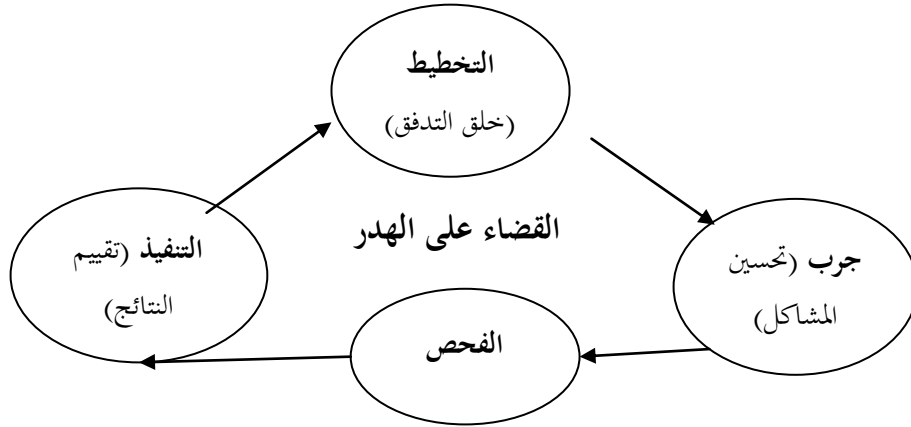 التخطيط
(خلق التدفق)
القضاء على الهدر
جرب (تحسين
المشاكل)
الفحص
التنفيذ (تقييم
النتائج)